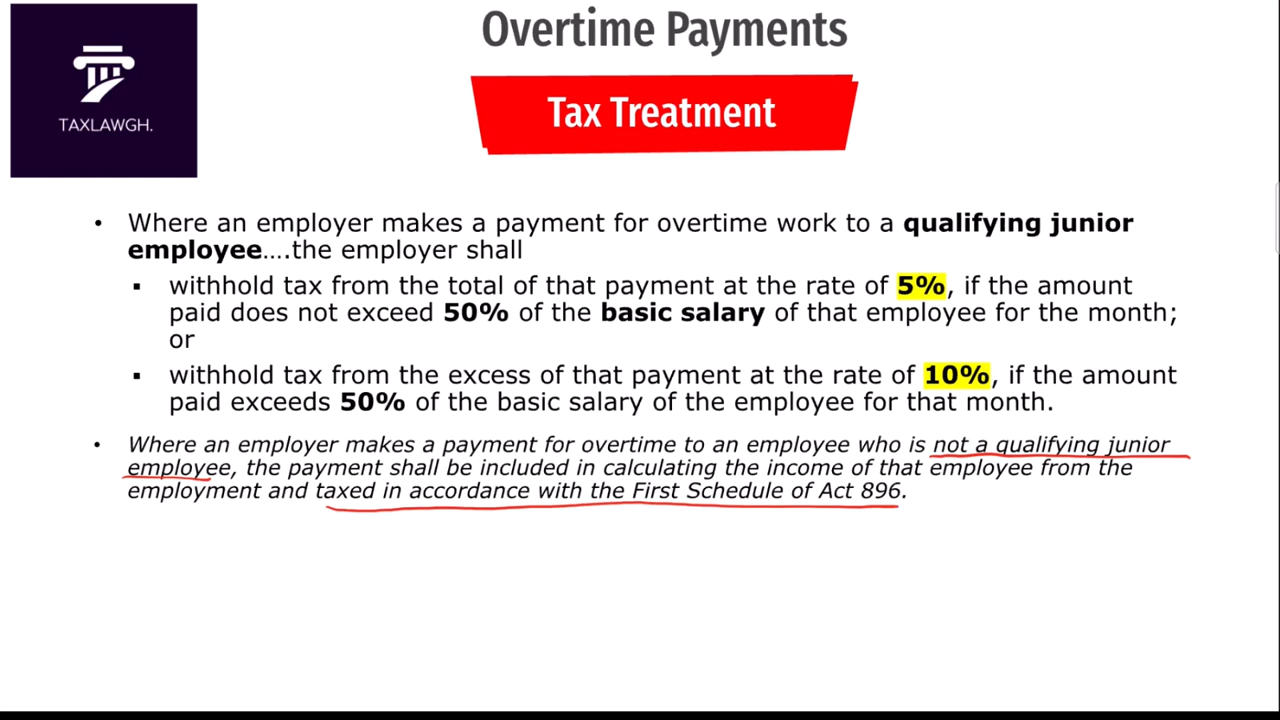 Overtime Payments
Tax Treatment
TAXLAWGH.
• Where an employer makes a payment for overtime work to a qualifying junior
employee….the employer shall
▪ withhold tax from the total of that payment at the rate of 5%, if the amount
paid does not exceed 50% of the basic salary of that employee for the month;
or
▪ withhold tax from the excess of that payment at the rate of 10%, if the amount
paid exceeds 50% of the basic salary of the employee for that month.
• Where an employer makes a payment for overtime to an employee who is not a qualifying junior
employee, the payment shall be included in calculating the income of that employee from the
employment and taxed in accordance with the First Schedule of Act 896.